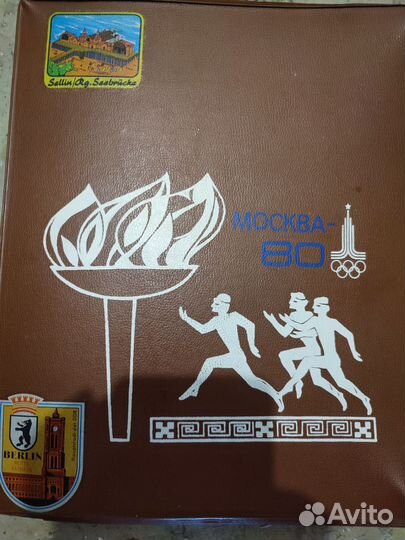 Sellin/Rg. Seebrücke
МОСКВА-
80
BERLIN
Avito